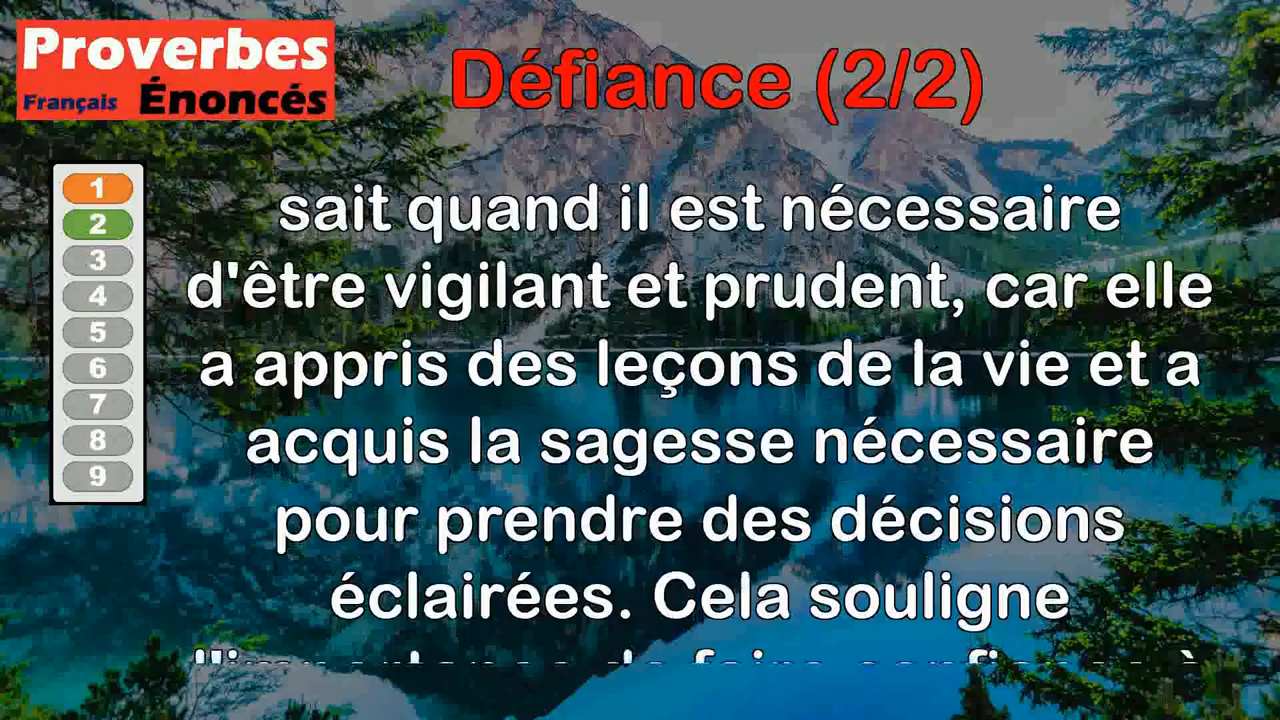 Proverbes
Français Énoncés
Défiance (2/2)
1
2
3
4
5
6
7
8
9
sait quand il est nécessaire
d'être vigilant et prudent, car elle
a appris des leçons de la vie et a
acquis la sagesse nécessaire
pour prendre des décisions
éclairées. Cela souligne